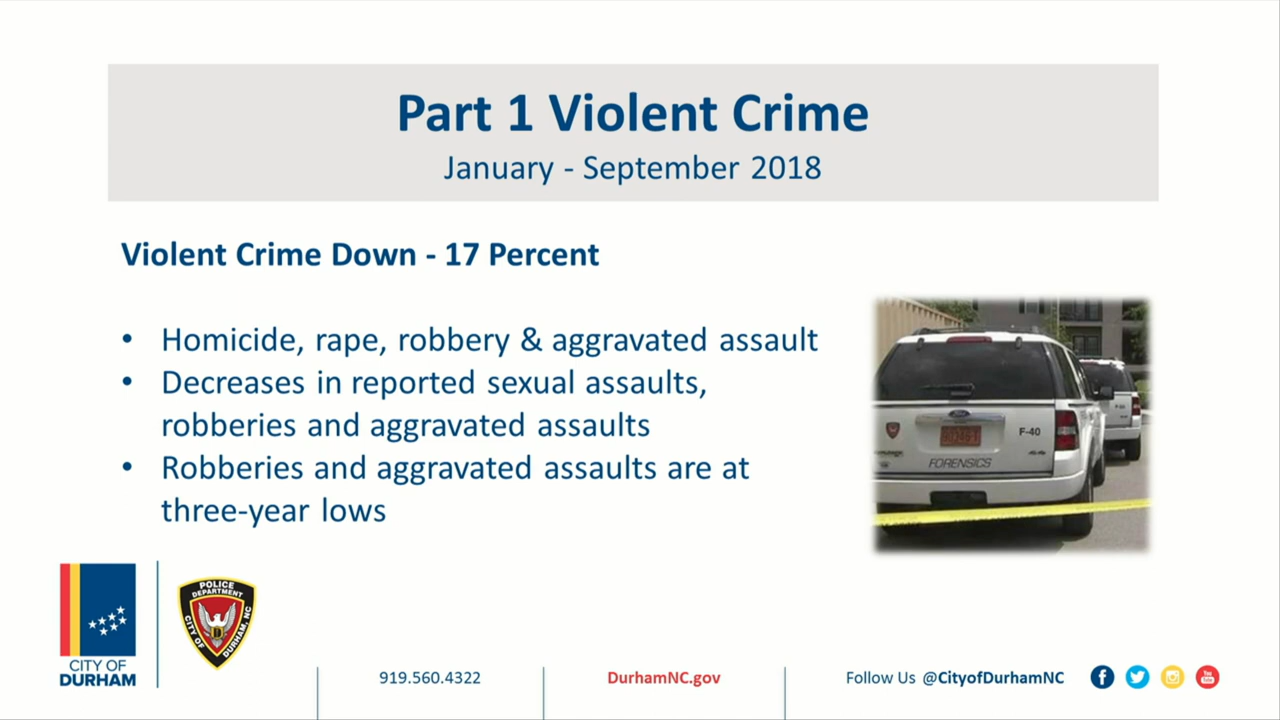 Part 1 Violent Crime
January - September 2018
Violent Crime Down - 17 Percent
• Homicide, rape, robbery & aggravated assault
• Decreases in reported sexual assaults,
robberies and aggravated assaults
• Robberies and aggravated assaults are at
three-year lows
F-40
FORENSICS
CITY OF
DURHAM
POLICE
DEPARTMENT
CITY OF
DURHAM, NC
919.560.4322
DurhamNC.gov
Follow Us @CityofDurhamNC
You
Tube